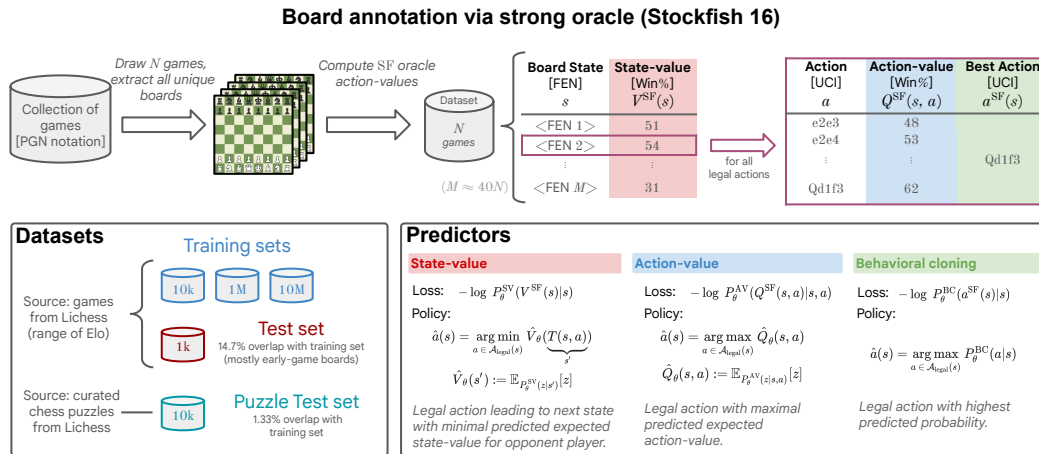 Board annotation via strong oracle (Stockfish 16)
Collection of
games
[PGN notation]
Draw N games,
extract all unique
boards
Compute SF oracle
action-values
Dataset
N
games
(M ≈ 40N)
Board State
[FEN]
s
State-value
[Win%]
V^SF(s)
<FEN 1> 51
<FEN 2> 54
⋮ ⋮
<FEN M> 31
for all
legal actions
Action
[UCI]
a
Action-value
[Win%]
Q^SF(s, a)
Best Action
[UCI]
a^SF(s)
e2e3 48
e2e4 53
⋮ ⋮ Qd1f3
Qd1f3 62
Datasets
Training sets
10k 1M 10M
Source: games
from Lichess
(range of Elo)
1k
Test set
14.7% overlap with training set
(mostly early-game boards)
Source: curated
chess puzzles
from Lichess
10k
Puzzle Test set
1.33% overlap with
training set
Predictors
State-value
Loss: − log P_θ^SV(V^SF(s)|s)
Policy:
â(s) = arg min_{a ∈ A_legal(s)} V̂_θ(T(s, a))
s′
V̂_θ(s′) := 𝔼_{P_θ^SV(z|s′)}[z]
Legal action leading to next state
with minimal predicted expected
state-value for opponent player.
Action-value
Loss: − log P_θ^AV(Q^SF(s, a)|s, a)
Policy:
â(s) = arg max_{a ∈ A_legal(s)} Q̂_θ(s, a)
Q̂_θ(s, a) := 𝔼_{P_θ^AV(z|s,a)}[z]
Legal action with maximal
predicted expected
action-value.
Behavioral cloning
Loss: − log P_θ^BC(a^SF(s)|s)
Policy:
â(s) = arg max_{a ∈ A_legal(s)} P_θ^BC(a|s)
Legal action with highest
predicted probability.